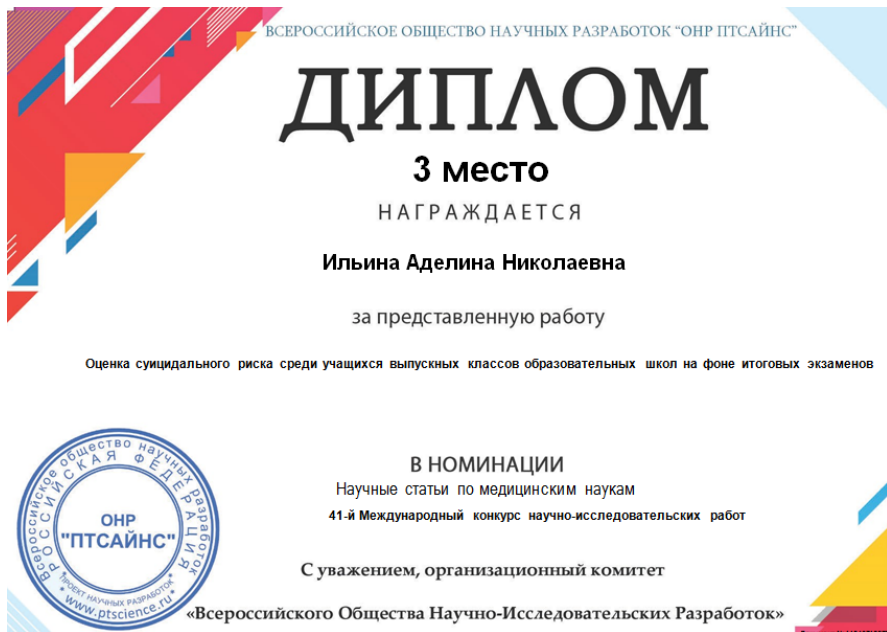 ВСЕРОССИЙСКОЕ ОБЩЕСТВО НАУЧНЫХ РАЗРАБОТОК "ОНР ПТСАЙНС"
ДИПЛОМ
3 место
НАГРАЖДАЕТСЯ
Ильина Аделина Николаевна
за представленную работу
Оценка суицидального риска среди учащихся выпускных классов образовательных школ на фоне итоговых экзаменов
В НОМИНАЦИИ
Научные статьи по медицинским наукам
41-й Международный конкурс научно-исследовательских работ
Всероссийское общество научных разработок
РОССИЙСКАЯ ФЕДЕРАЦИЯ
ОНР
"ПТСАЙНС"
"ПРОЕКТ НАУЧНЫХ РАЗРАБОТОК"
* www.ptscience.ru *
С уважением, организационный комитет
«Всероссийского Общества Научно-Исследовательских Разработок»